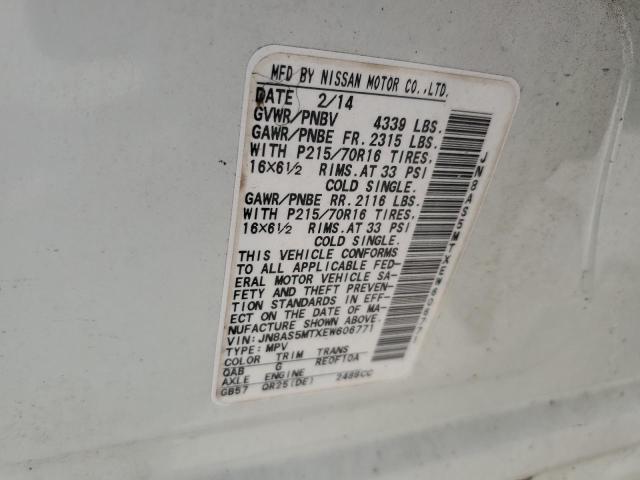 MFD BY NISSAN MOTOR CO.,LTD.
DATE 2/14
GVWR/PNBV 4339 LBS.
GAWR/PNBE FR. 2315 LBS.
WITH P215/70R16 TIRES,
16X6½ RIMS.AT 33 PSI
COLD SINGLE.
GAWR/PNBE RR. 2116 LBS.
WITH P215/70R16 TIRES,
16X6½ RIMS.AT 33 PSI
COLD SINGLE.
THIS VEHICLE CONFORMS
TO ALL APPLICABLE FED-
ERAL MOTOR VEHICLE SA-
FETY AND THEFT PREVEN-
TION STANDARDS IN EFF-
ECT ON THE DATE OF MA-
NUFACTURE SHOWN ABOVE.
VIN: JN8AS5MTXEW606771
TYPE: MPV
COLOR TRIM TRANS
QAB G RE0F10A
AXLE ENGINE
GB57 QR25(DE) 2488CC
JN8AS5MTXEW606771